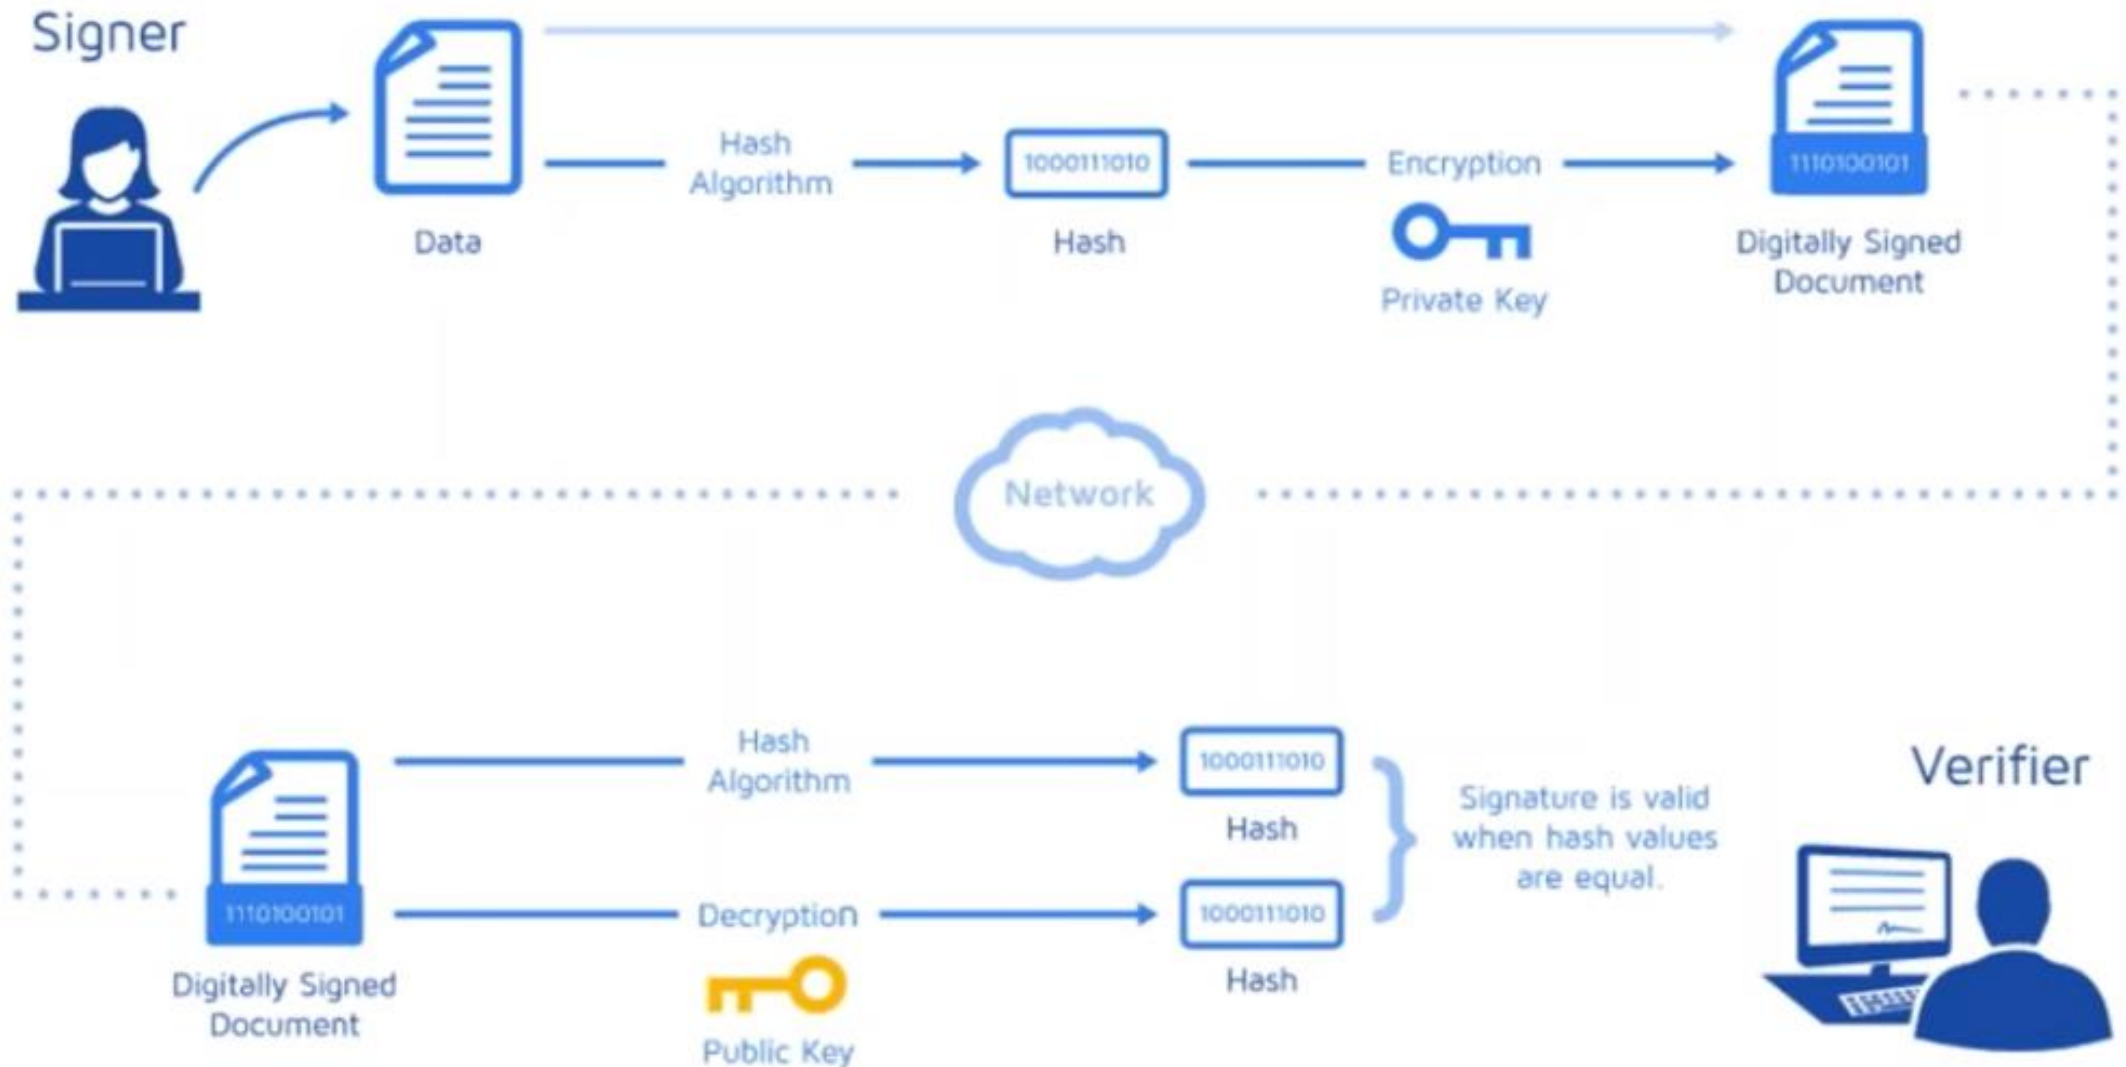 Signer
Hash
Algorithm
1000111010
Encryption
1110100101
Data
Hash
Private Key
Digitally Signed
Document
Network
Hash
Algorithm
1000111010
Hash
Signature is valid
when hash values
are equal.
Verifier
1110100101
Decryption
1000111010
Hash
Digitally Signed
Document
Public Key